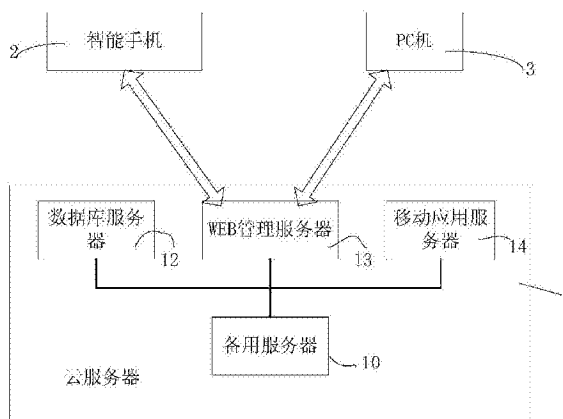 智能手机
2
PC机
3
数据库服务
器
12
WEB管理服务器
13
移动应用服
务器
14
备用服务器
10
云服务器